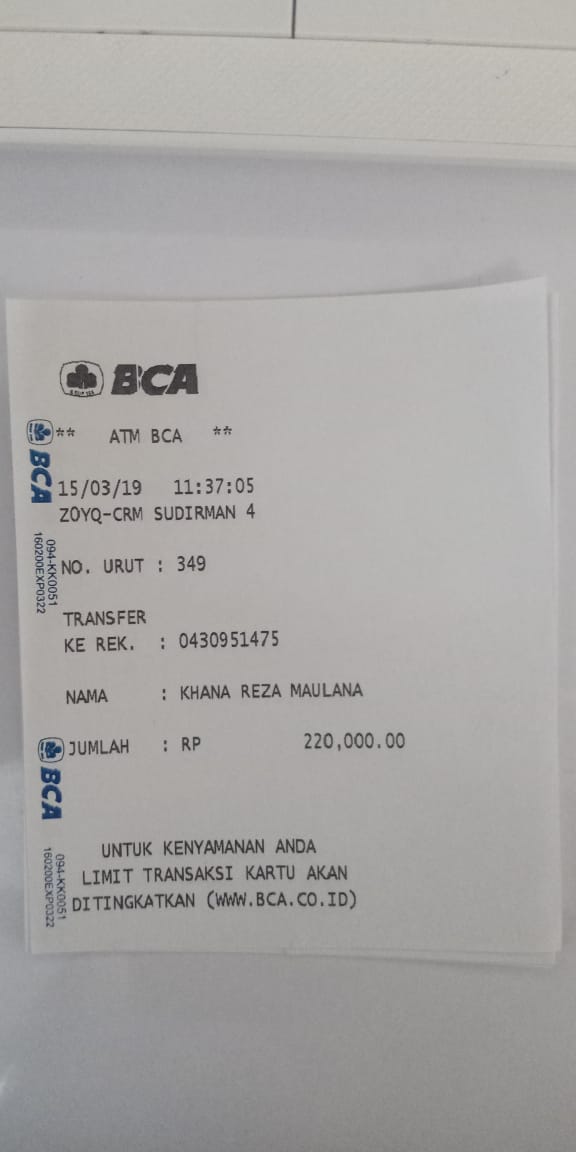 BCA
** ATM BCA **
15/03/19 11:37:05
ZOYQ-CRM SUDIRMAN 4
NO. URUT : 349
TRANSFER
KE REK. : 0430951475
NAMA : KHANA REZA MAULANA
JUMLAH : RP 220,000.00
UNTUK KENYAMANAN ANDA
LIMIT TRANSAKSI KARTU AKAN
DITINGKATKAN (WWW.BCA.CO.ID)
BCA
094-KK0051
160200EXP0322
BCA
094-KK0051
160200EXP0322